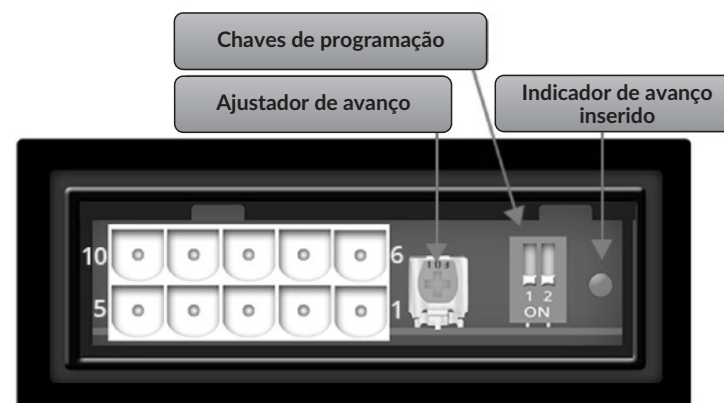 Chaves de programação
Ajustador de avanço
Indicador de avanço
inserido
10
6
5
1
1 2
ON